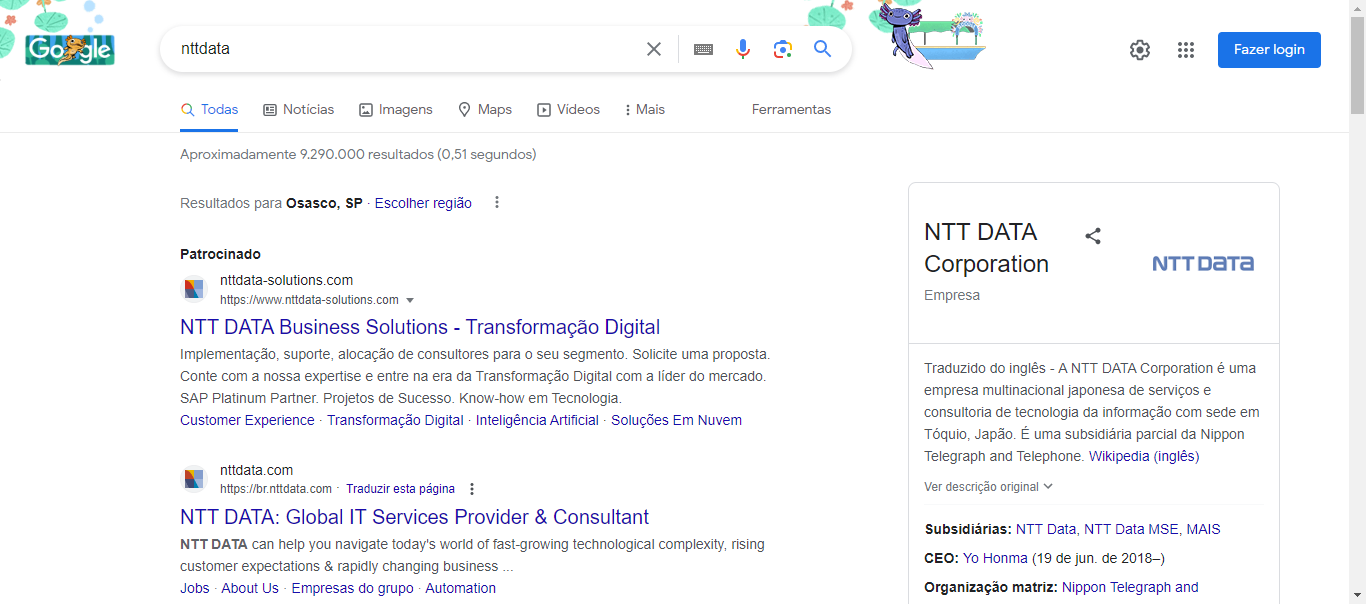 Google
nttdata
Fazer login
Todas
Notícias
Imagens
Maps
Vídeos
Mais
Ferramentas
Aproximadamente 9.290.000 resultados (0,51 segundos)
Resultados para Osasco, SP · Escolher região
Patrocinado
nttdata-solutions.com
https://www.nttdata-solutions.com
NTT DATA Business Solutions - Transformação Digital
Implementação, suporte, alocação de consultores para o seu segmento. Solicite uma proposta.
Conte com a nossa expertise e entre na era da Transformação Digital com a líder do mercado.
SAP Platinum Partner. Projetos de Sucesso. Know-how em Tecnologia.
Customer Experience · Transformação Digital · Inteligência Artificial · Soluções Em Nuvem
nttdata.com
https://br.nttdata.com · Traduzir esta página
NTT DATA: Global IT Services Provider & Consultant
NTT DATA can help you navigate today's world of fast-growing technological complexity, rising
customer expectations & rapidly changing business ...
Jobs · About Us · Empresas do grupo · Automation
NTT DATA
Corporation
Empresa
NTT DATA
Traduzido do inglês - A NTT DATA Corporation é uma
empresa multinacional japonesa de serviços e
consultoria de tecnologia da informação com sede em
Tóquio, Japão. É uma subsidiária parcial da Nippon
Telegraph and Telephone. Wikipedia (inglês)
Ver descrição original
Subsidiárias: NTT Data, NTT Data MSE, MAIS
CEO: Yo Honma (19 de jun. de 2018–)
Organização matriz: Nippon Telegraph and